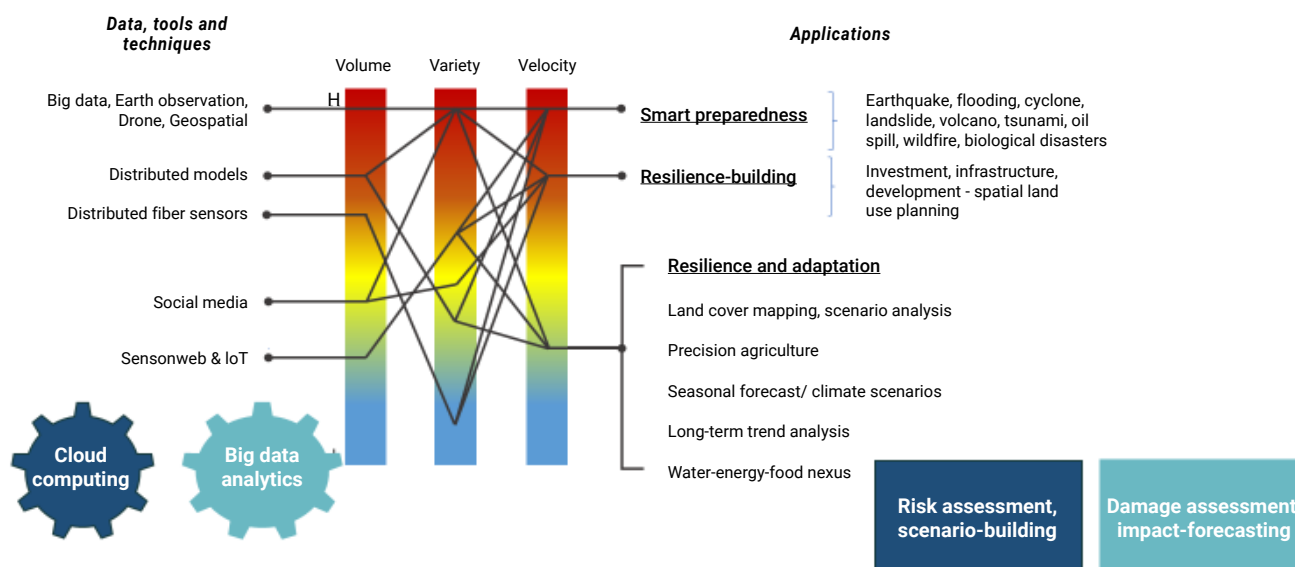 Data, tools and
techniques
Applications
Volume
Variety
Velocity
H
Big data, Earth observation,
Drone, Geospatial
Distributed models
Distributed fiber sensors
Social media
Sensonweb & IoT
Smart preparedness
Earthquake, flooding, cyclone,
landslide, volcano, tsunami, oil
spill, wildfire, biological disasters
Resilience-building
Investment, infrastructure,
development - spatial land
use planning
Resilience and adaptation
Land cover mapping, scenario analysis
Precision agriculture
Seasonal forecast/ climate scenarios
Long-term trend analysis
Water-energy-food nexus
Cloud
computing
Big data
analytics
Risk assessment,
scenario-building
Damage assessment
impact-forecasting